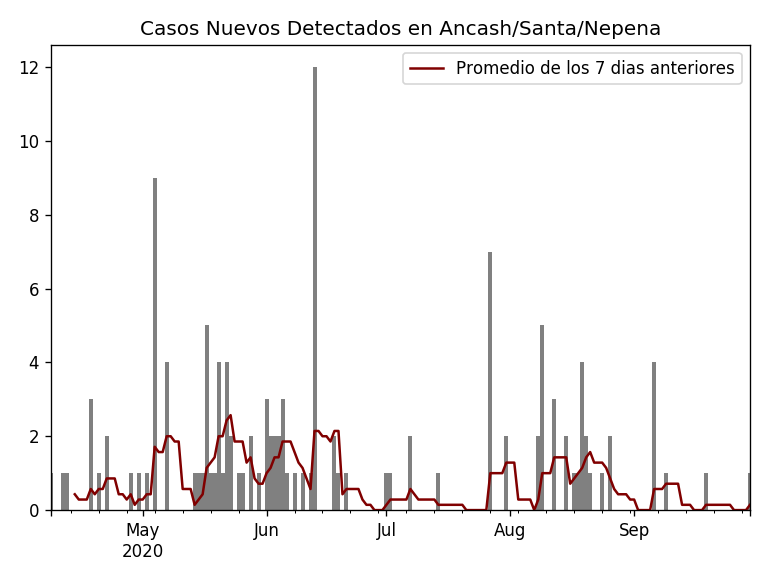 Casos Nuevos Detectados en Ancash/Santa/Nepena
Promedio de los 7 dias anteriores
12
10
8
6
4
2
0
May Jun Jul Aug Sep
2020